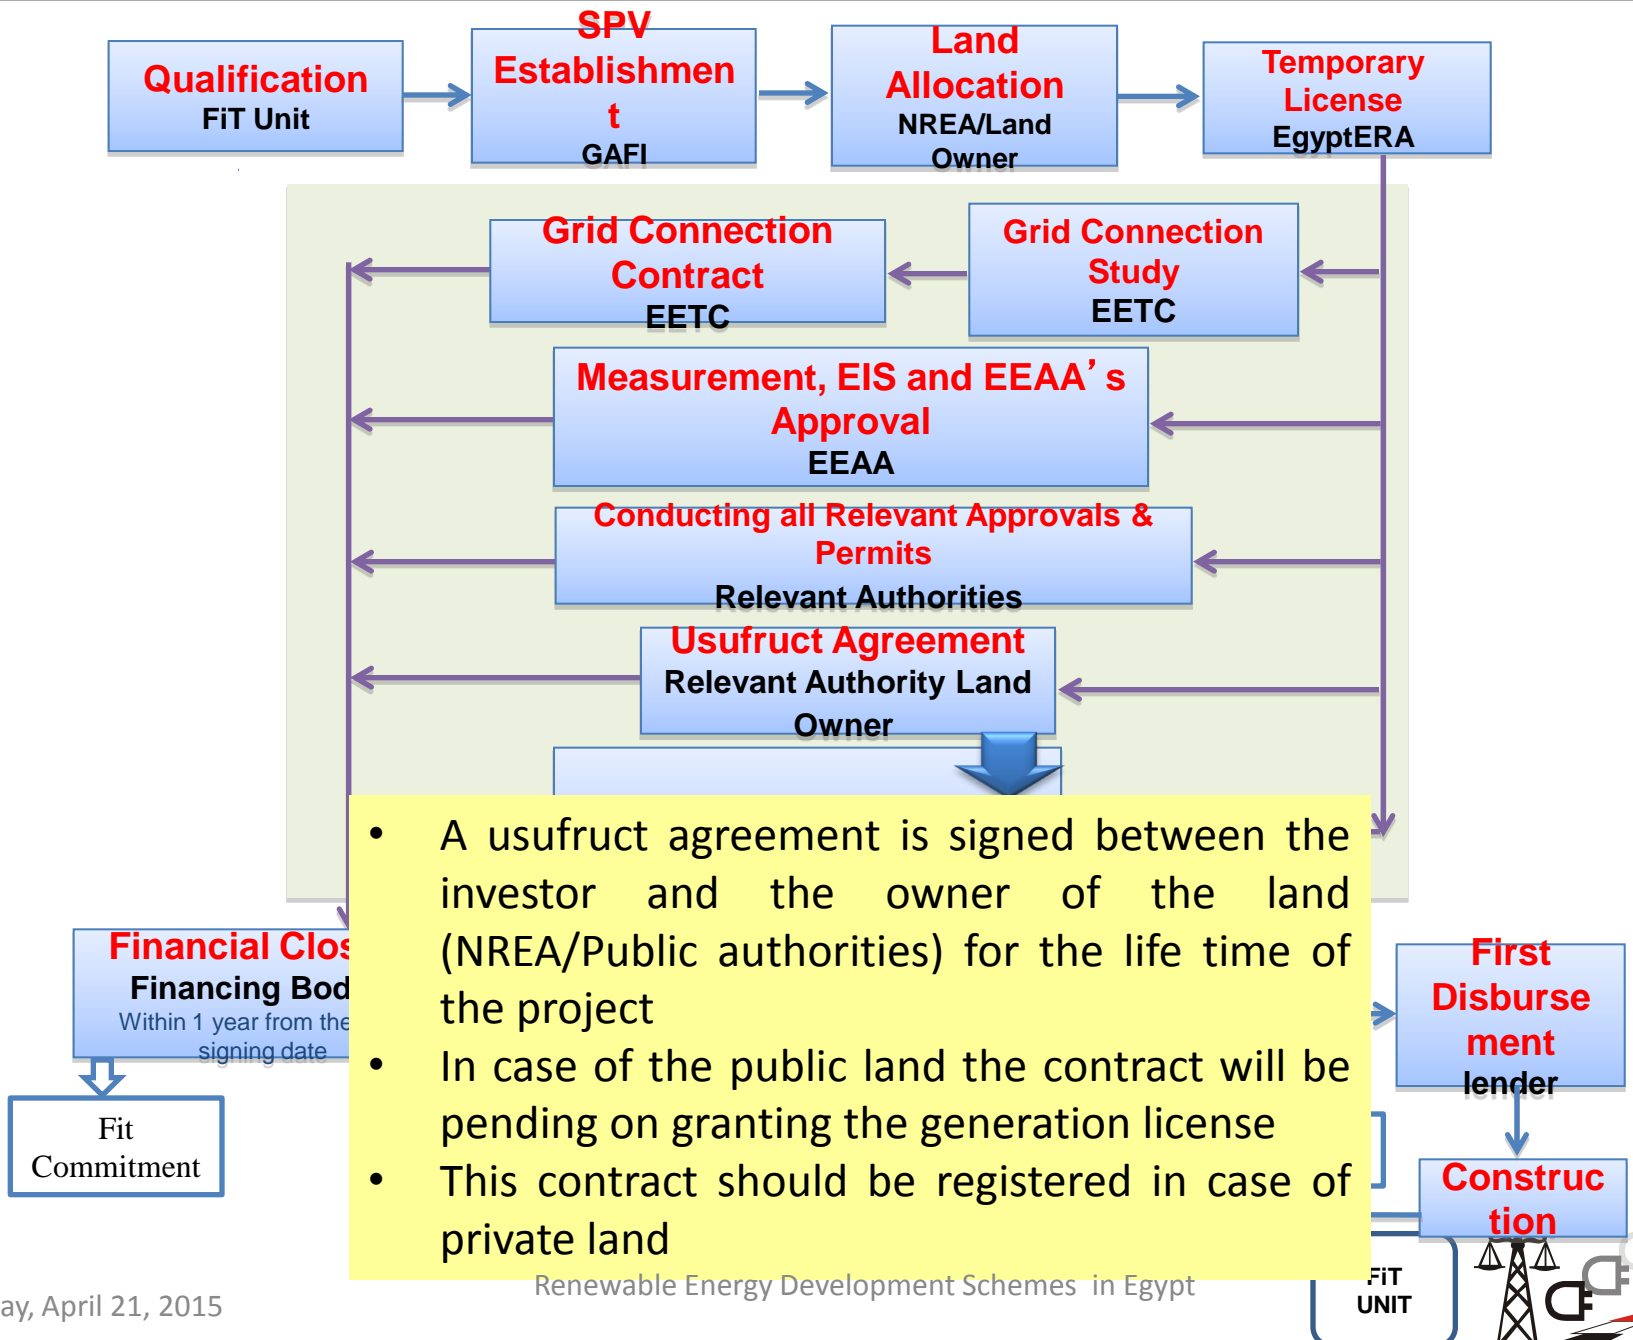 Qualification
FiT Unit
SPV
Establishmen
t
GAFI
Land
Allocation
NREA/Land
Owner
Temporary
License
EgyptERA
Grid Connection
Contract
EETC
Grid Connection
Study
EETC
Measurement, EIS and EEAA’s
Approval
EEAA
Conducting all Relevant Approvals &
Permits
Relevant Authorities
Usufruct Agreement
Relevant Authority Land
Owner
• A usufruct agreement is signed between the
investor and the owner of the land
(NREA/Public authorities) for the life time of
the project
• In case of the public land the contract will be
pending on granting the generation license
• This contract should be registered in case of
private land
Financial Clos
Financing Bod
Within 1 year from the
signing date
Fit
Commitment
First
Disburse
ment
lender
Construc
tion
FiT
UNIT
Renewable Energy Development Schemes in Egypt
ay, April 21, 2015